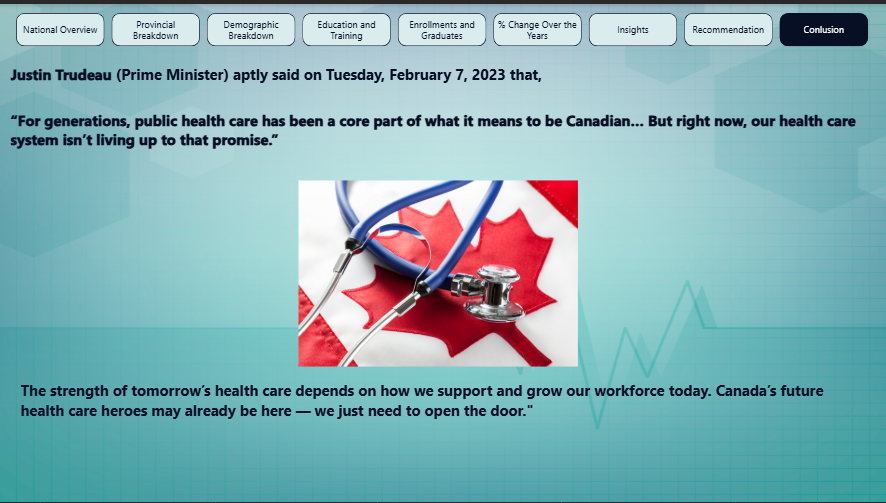 National Overview
Provincial
Breakdown
Demographic
Breakdown
Education and
Training
Enrollments and
Graduates
% Change Over the
Years
Insights
Recommendation
Conlusion
Justin Trudeau (Prime Minister) aptly said on Tuesday, February 7, 2023 that,
“For generations, public health care has been a core part of what it means to be Canadian... But right now, our health care
system isn’t living up to that promise.”
The strength of tomorrow’s health care depends on how we support and grow our workforce today. Canada’s future
health care heroes may already be here — we just need to open the door."